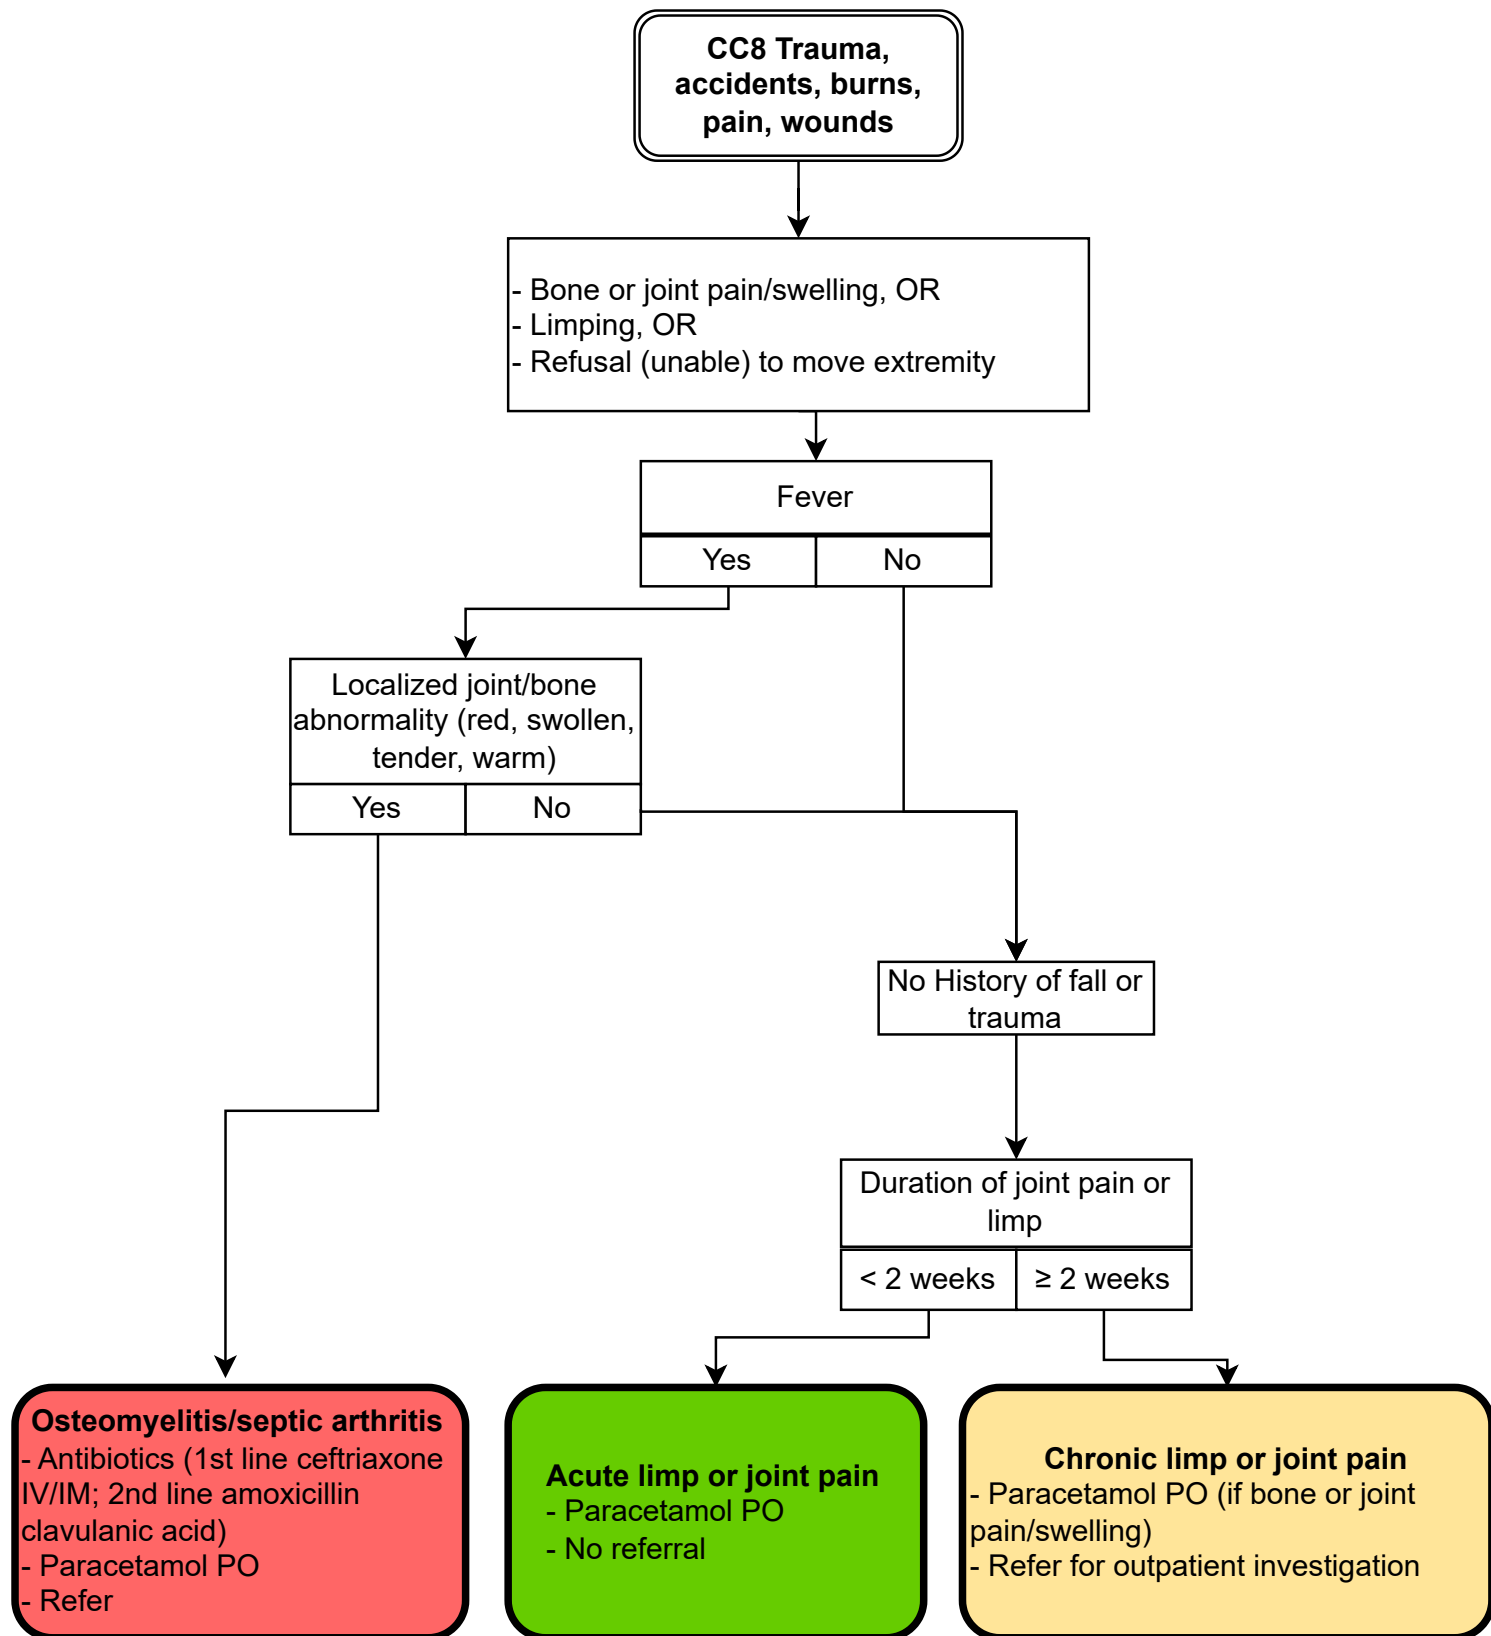 CC8 Trauma,
accidents, burns,
pain, wounds
- Bone or joint pain/swelling, OR
- Limping, OR
- Refusal (unable) to move extremity
Fever
Yes
No
Localized joint/bone
abnormality (red, swollen,
tender, warm)
Yes
No
No History of fall or
trauma
Duration of joint pain or
limp
< 2 weeks
≥ 2 weeks
Osteomyelitis/septic arthritis
- Antibiotics (1st line ceftriaxone
IV/IM; 2nd line amoxicillin
clavulanic acid)
- Paracetamol PO
- Refer
Acute limp or joint pain
- Paracetamol PO
- No referral
Chronic limp or joint pain
- Paracetamol PO (if bone or joint
pain/swelling)
- Refer for outpatient investigation